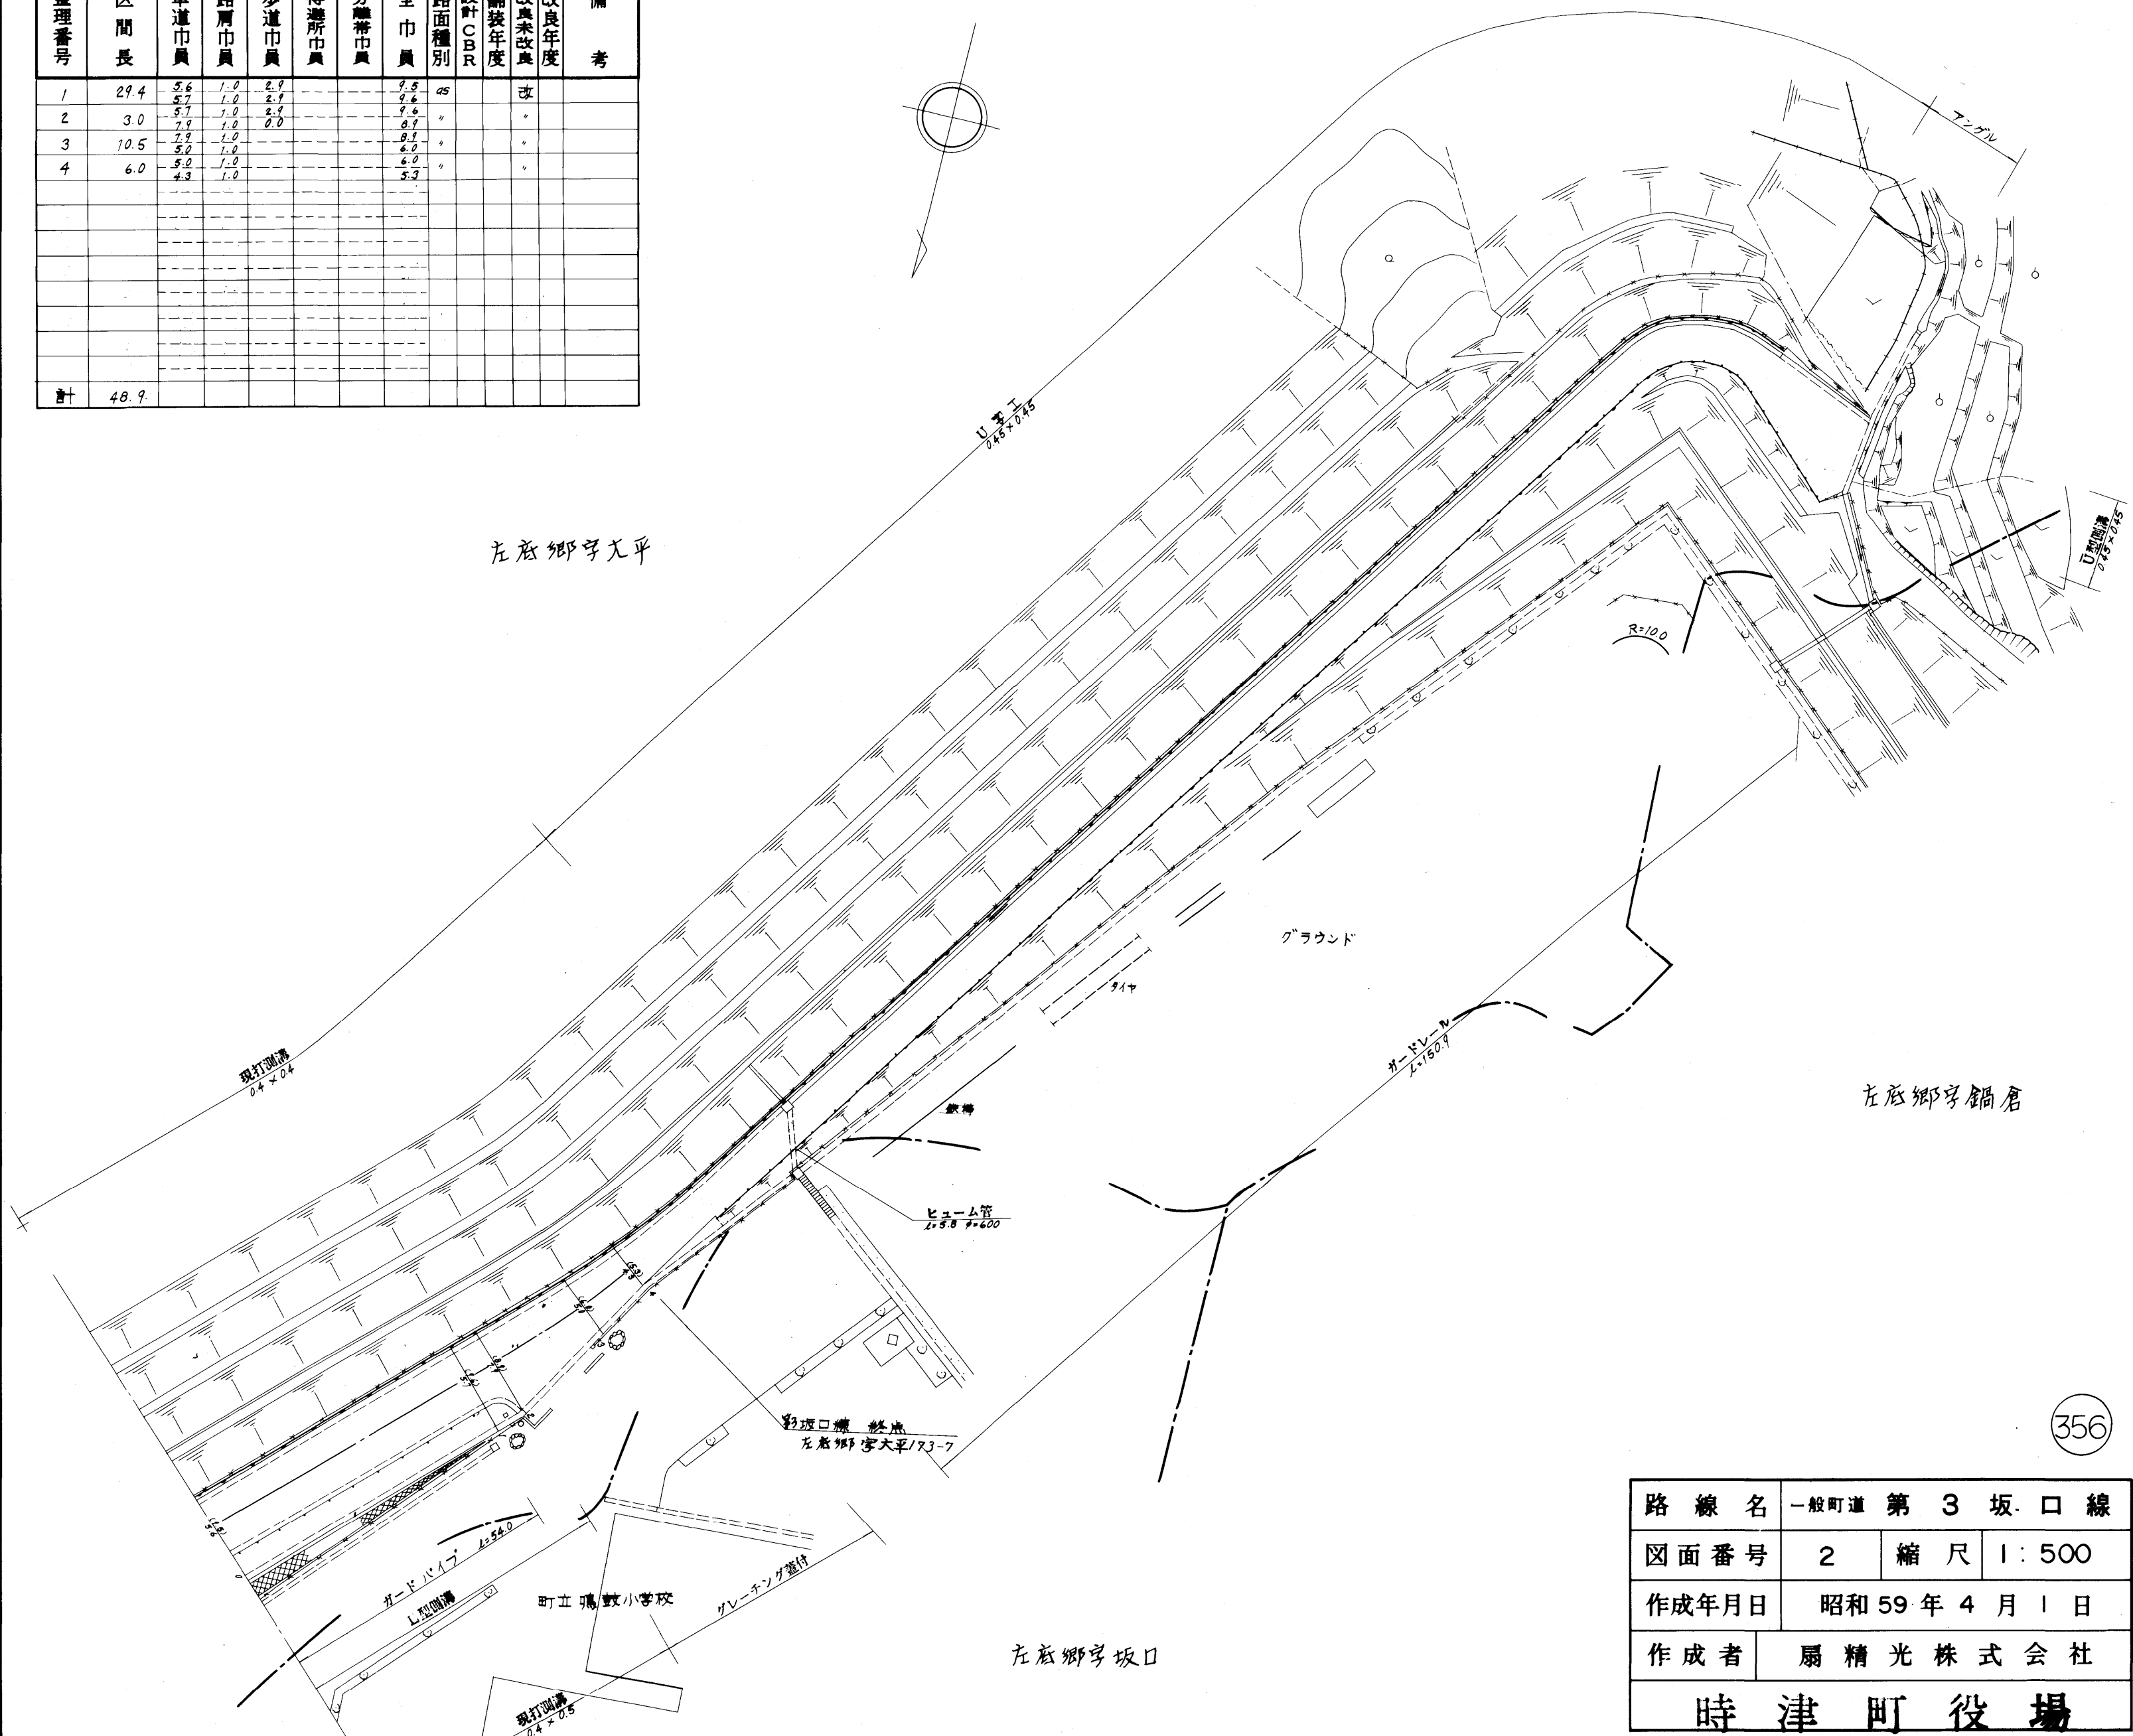 整理番号 区間長 車道巾員 路肩巾員 歩道巾員 待避所巾員 分離帯巾員 全巾員 路面種別 設計CBR 舗装年度 改良未改良 改良年度 備考
1 29.4 5.6 1.0 2.9 9.5 as 改
5.7 1.0 2.9 9.6
2 3.0 5.7 1.0 2.9 9.6 〃 〃
7.9 1.0 0.0 8.9
3 10.5 7.9 1.0 8.9 〃 〃
5.0 1.0 6.0
4 6.0 5.0 1.0 6.0 〃 〃
4.3 1.0 5.3
計 48.9
アングル
U字工
0.45×0.45
左底郷字大平
U型側溝
0.45×0.45
R=10.0
グラウンド
タイヤ
ガードレール
L=150.9
現打側溝
0.4×0.4
鉄棒
左底郷字鍋倉
ヒューム管
L=5.8 φ=600
第3坂口線 終点
左底郷字大平173-7
ガードパイプ L=54.0
L型側溝
町立鳴鼓小学校
グレーチング蓋付
現打側溝
0.4×0.5
左底郷字坂口
356
路線名 一般町道 第3坂口線
図面番号 2 縮尺 1:500
作成年月日 昭和59年4月1日
作成者 扇精光株式会社
時津町役場